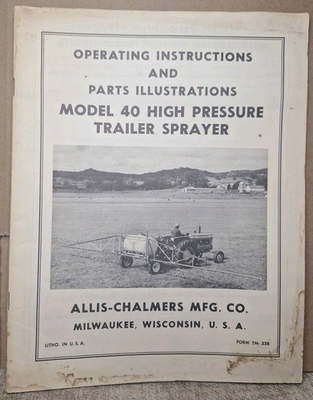 OPERATING INSTRUCTIONS
AND
PARTS ILLUSTRATIONS
MODEL 40 HIGH PRESSURE
TRAILER SPRAYER
ALLIS-CHALMERS MFG. CO.
MILWAUKEE, WISCONSIN, U. S. A.
LITHO. IN U. S. A.
FORM TM-338